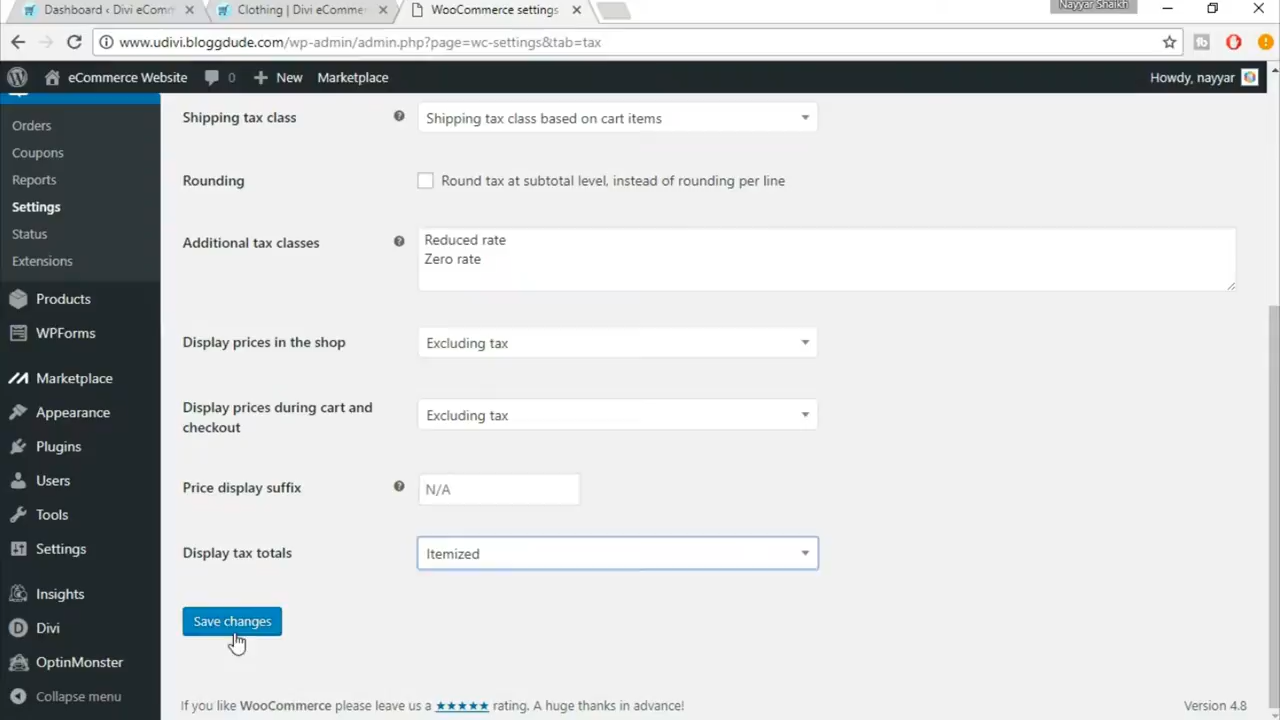 Dashboard ‹ Divi eComm
Clothing | Divi eCommer
WooCommerce settings
Nayyar Shaikh
www.udivi.bloggdude.com/wp-admin/admin.php?page=wc-settings&tab=tax
eCommerce Website
0
New
Marketplace
Howdy, nayyar
Orders
Coupons
Reports
Settings
Status
Extensions
Products
WPForms
Marketplace
Appearance
Plugins
Users
Tools
Settings
Insights
Divi
OptinMonster
Collapse menu
Shipping tax class
Shipping tax class based on cart items
Rounding
Round tax at subtotal level, instead of rounding per line
Additional tax classes
Reduced rate
Zero rate
Display prices in the shop
Excluding tax
Display prices during cart and
checkout
Excluding tax
Price display suffix
N/A
Display tax totals
Itemized
Save changes
If you like WooCommerce please leave us a ★★★★★ rating. A huge thanks in advance!
Version 4.8